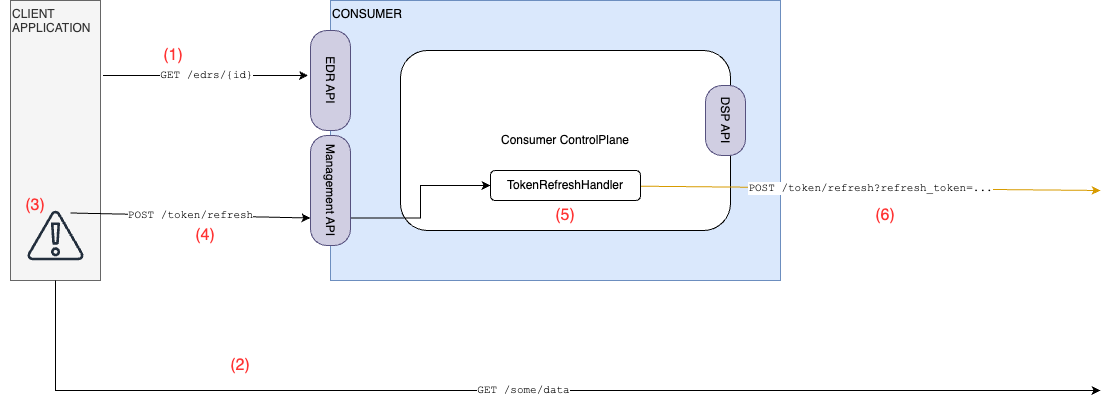 CLIENT
APPLICATION
CONSUMER
(1)
GET /edrs/{id}
EDR API
DSP API
Consumer ControlPlane
Management API
TokenRefreshHandler
POST /token/refresh?refresh_token=...
(3)
POST /token/refresh
(4)
(5)
(6)
(2)
GET /some/data